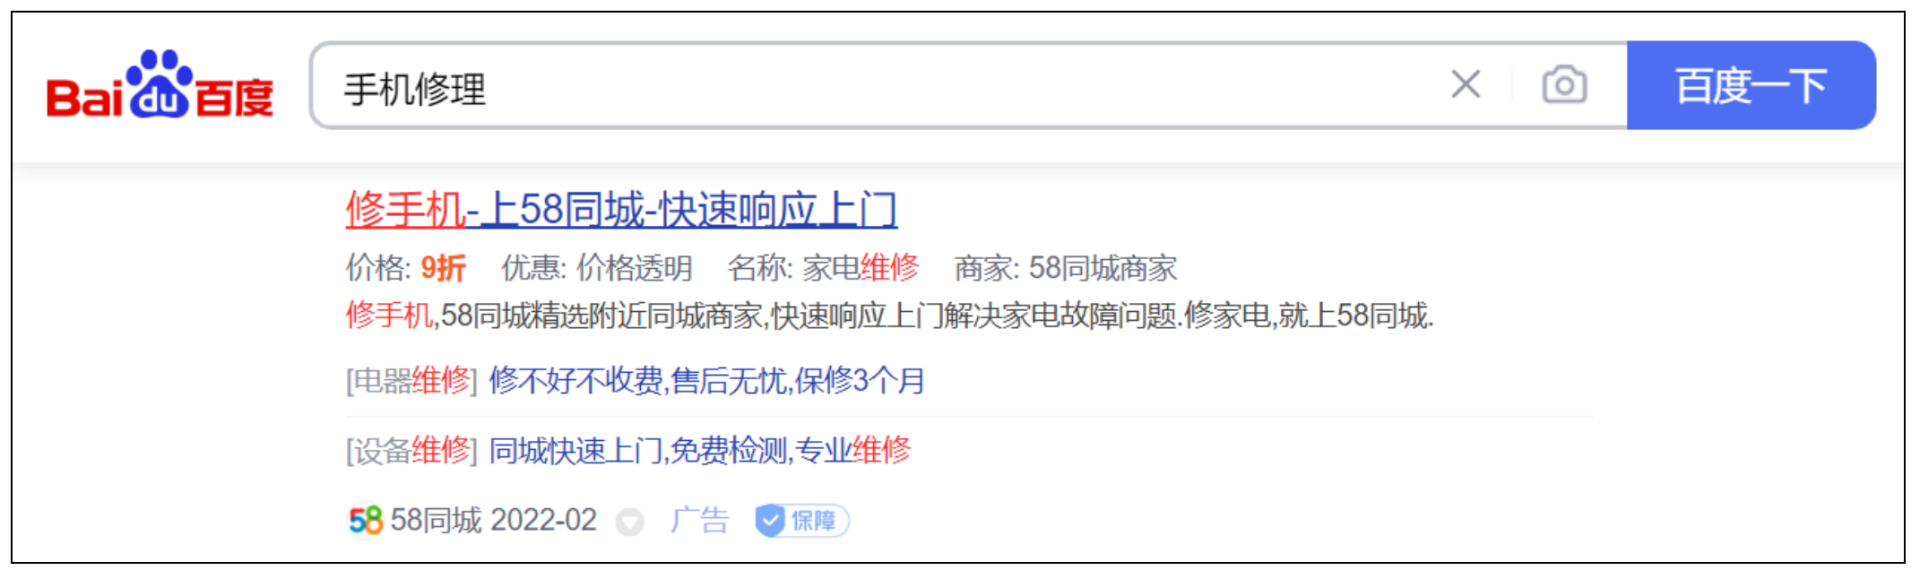 Baidu百度 手机修理 百度一下
修手机-上58同城-快速响应上门
价格: 9折 优惠: 价格透明 名称: 家电维修 商家: 58同城商家
修手机,58同城精选附近同城商家,快速响应上门解决家电故障问题.修家电,就上58同城.
[电器维修] 修不好不收费,售后无忧,保修3个月
[设备维修] 同城快速上门,免费检测,专业维修
58 58同城 2022-02 广告 保障